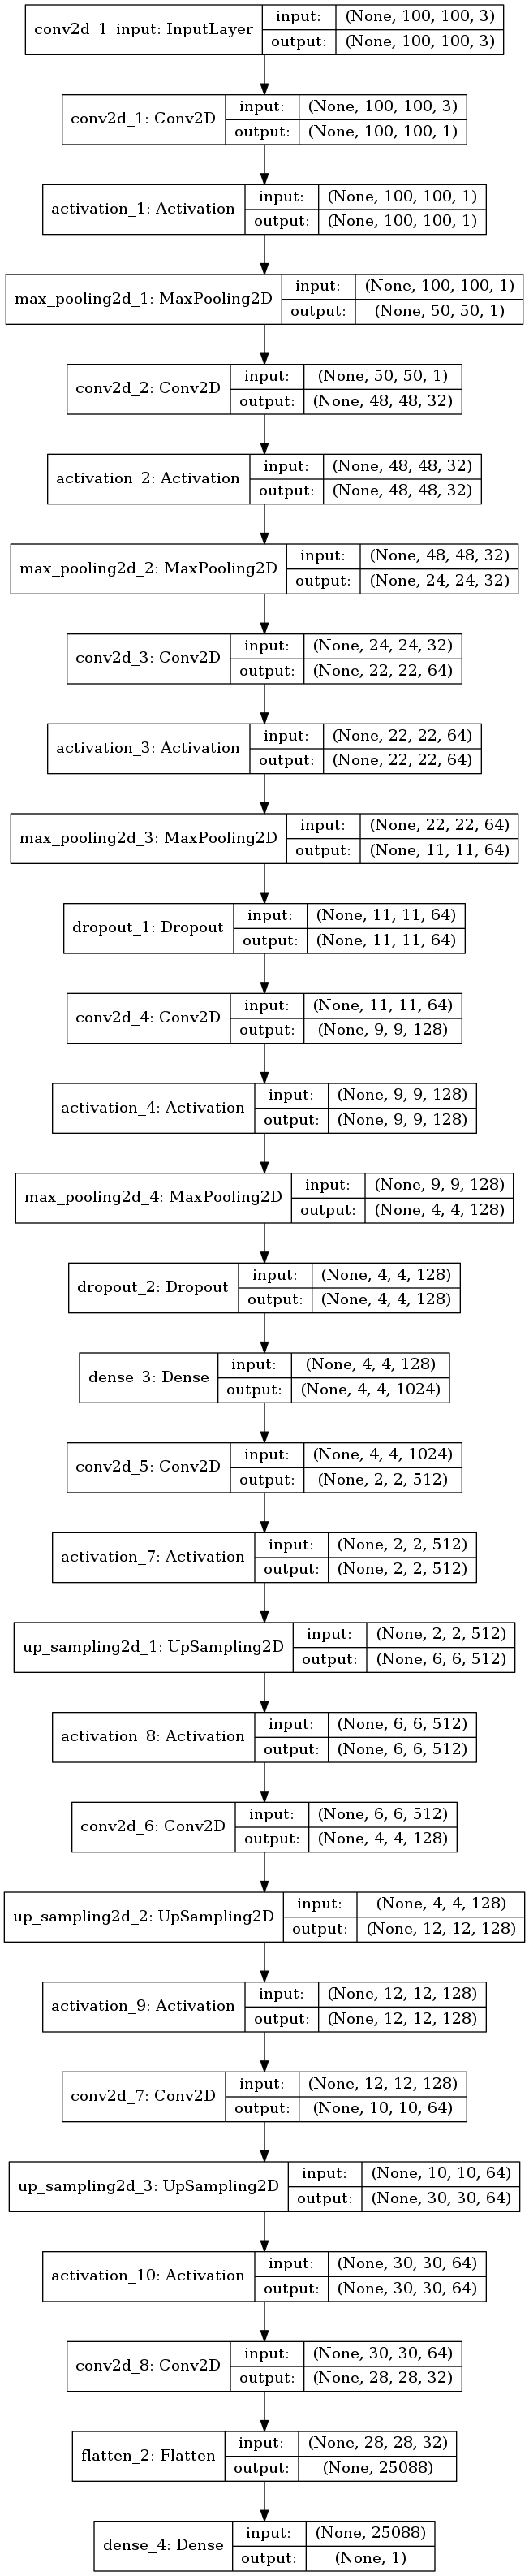 conv2d_1_input: InputLayer
input: (None, 100, 100, 3)
output: (None, 100, 100, 3)
conv2d_1: Conv2D
input: (None, 100, 100, 3)
output: (None, 100, 100, 1)
activation_1: Activation
input: (None, 100, 100, 1)
output: (None, 100, 100, 1)
max_pooling2d_1: MaxPooling2D
input: (None, 100, 100, 1)
output: (None, 50, 50, 1)
conv2d_2: Conv2D
input: (None, 50, 50, 1)
output: (None, 48, 48, 32)
activation_2: Activation
input: (None, 48, 48, 32)
output: (None, 48, 48, 32)
max_pooling2d_2: MaxPooling2D
input: (None, 48, 48, 32)
output: (None, 24, 24, 32)
conv2d_3: Conv2D
input: (None, 24, 24, 32)
output: (None, 22, 22, 64)
activation_3: Activation
input: (None, 22, 22, 64)
output: (None, 22, 22, 64)
max_pooling2d_3: MaxPooling2D
input: (None, 22, 22, 64)
output: (None, 11, 11, 64)
dropout_1: Dropout
input: (None, 11, 11, 64)
output: (None, 11, 11, 64)
conv2d_4: Conv2D
input: (None, 11, 11, 64)
output: (None, 9, 9, 128)
activation_4: Activation
input: (None, 9, 9, 128)
output: (None, 9, 9, 128)
max_pooling2d_4: MaxPooling2D
input: (None, 9, 9, 128)
output: (None, 4, 4, 128)
dropout_2: Dropout
input: (None, 4, 4, 128)
output: (None, 4, 4, 128)
dense_3: Dense
input: (None, 4, 4, 128)
output: (None, 4, 4, 1024)
conv2d_5: Conv2D
input: (None, 4, 4, 1024)
output: (None, 2, 2, 512)
activation_7: Activation
input: (None, 2, 2, 512)
output: (None, 2, 2, 512)
up_sampling2d_1: UpSampling2D
input: (None, 2, 2, 512)
output: (None, 6, 6, 512)
activation_8: Activation
input: (None, 6, 6, 512)
output: (None, 6, 6, 512)
conv2d_6: Conv2D
input: (None, 6, 6, 512)
output: (None, 4, 4, 128)
up_sampling2d_2: UpSampling2D
input: (None, 4, 4, 128)
output: (None, 12, 12, 128)
activation_9: Activation
input: (None, 12, 12, 128)
output: (None, 12, 12, 128)
conv2d_7: Conv2D
input: (None, 12, 12, 128)
output: (None, 10, 10, 64)
up_sampling2d_3: UpSampling2D
input: (None, 10, 10, 64)
output: (None, 30, 30, 64)
activation_10: Activation
input: (None, 30, 30, 64)
output: (None, 30, 30, 64)
conv2d_8: Conv2D
input: (None, 30, 30, 64)
output: (None, 28, 28, 32)
flatten_2: Flatten
input: (None, 28, 28, 32)
output: (None, 25088)
dense_4: Dense
input: (None, 25088)
output: (None, 1)